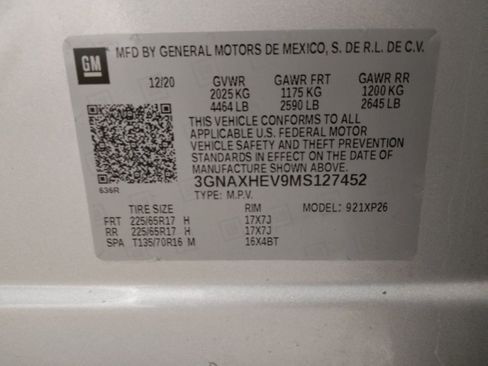 GM
MFD BY GENERAL MOTORS DE MEXICO, S. DE R.L. DE C.V.
12/20 GVWR GAWR FRT GAWR RR
2025 KG 1175 KG 1200 KG
4464 LB 2590 LB 2645 LB
THIS VEHICLE CONFORMS TO ALL
APPLICABLE U.S. FEDERAL MOTOR
VEHICLE SAFETY AND THEFT PREVENTION
STANDARDS IN EFFECT ON THE DATE OF
MANUFACTURE SHOWN ABOVE.
636R 3GNAXHEV9MS127452
TYPE: M.P.V.
TIRE SIZE RIM MODEL: 921XP26
FRT 225/65R17 H 17X7J
RR 225/65R17 H 17X7J
SPA T135/70R16 M 16X4BT